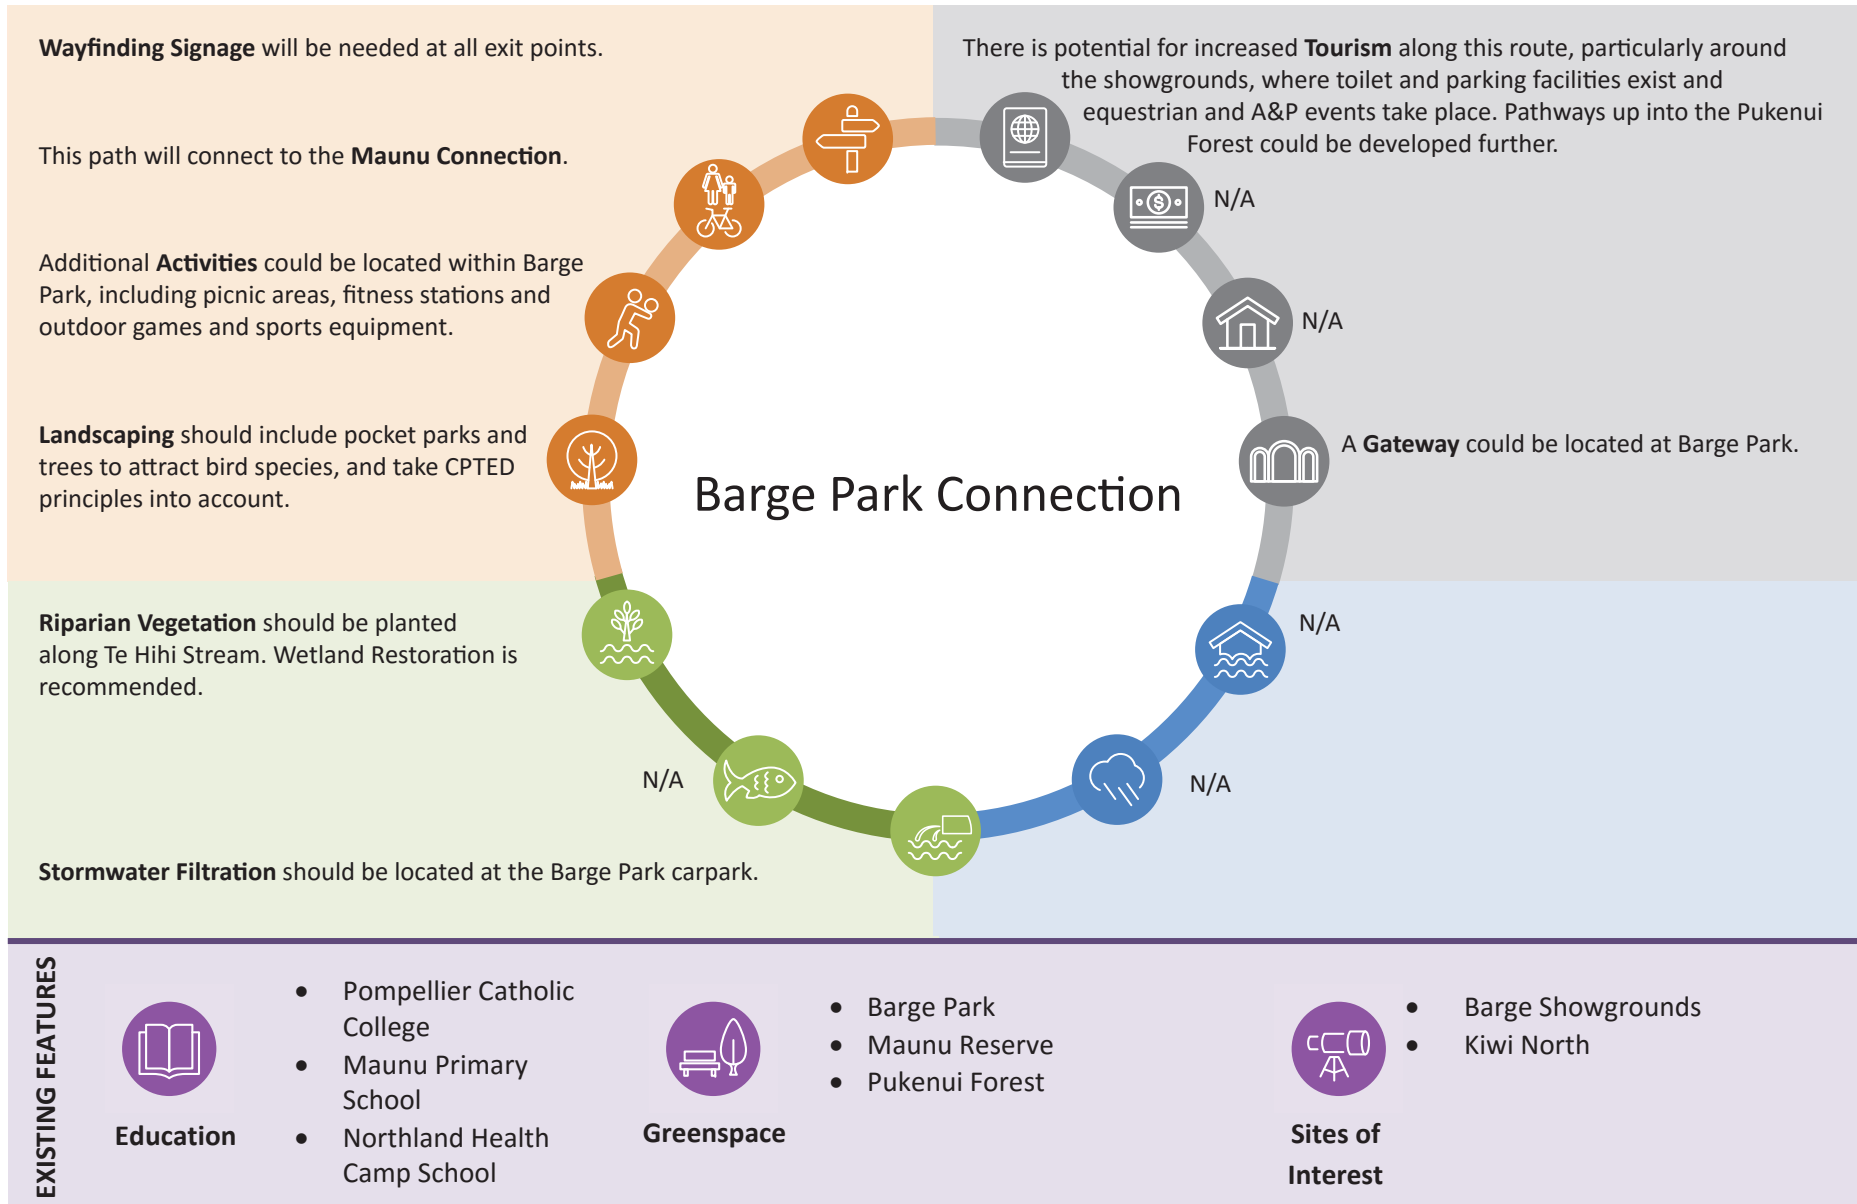 Wayfinding Signage will be needed at all exit points.
This path will connect to the Maunu Connection.
Additional Activities could be located within Barge
Park, including picnic areas, fitness stations and
outdoor games and sports equipment.
Landscaping should include pocket parks and
trees to attract bird species, and take CPTED
principles into account.
There is potential for increased Tourism along this route, particularly around
the showgrounds, where toilet and parking facilities exist and
equestrian and A&P events take place. Pathways up into the Pukenui
Forest could be developed further.
N/A
N/A
A Gateway could be located at Barge Park.
Barge Park Connection
Riparian Vegetation should be planted
along Te Hihi Stream. Wetland Restoration is
recommended.
N/A
Stormwater Filtration should be located at the Barge Park carpark.
N/A
N/A
EXISTING FEATURES
Education
• Pompellier Catholic
College
• Maunu Primary
School
• Northland Health
Camp School
Greenspace
• Barge Park
• Maunu Reserve
• Pukenui Forest
Sites of
Interest
• Barge Showgrounds
• Kiwi North